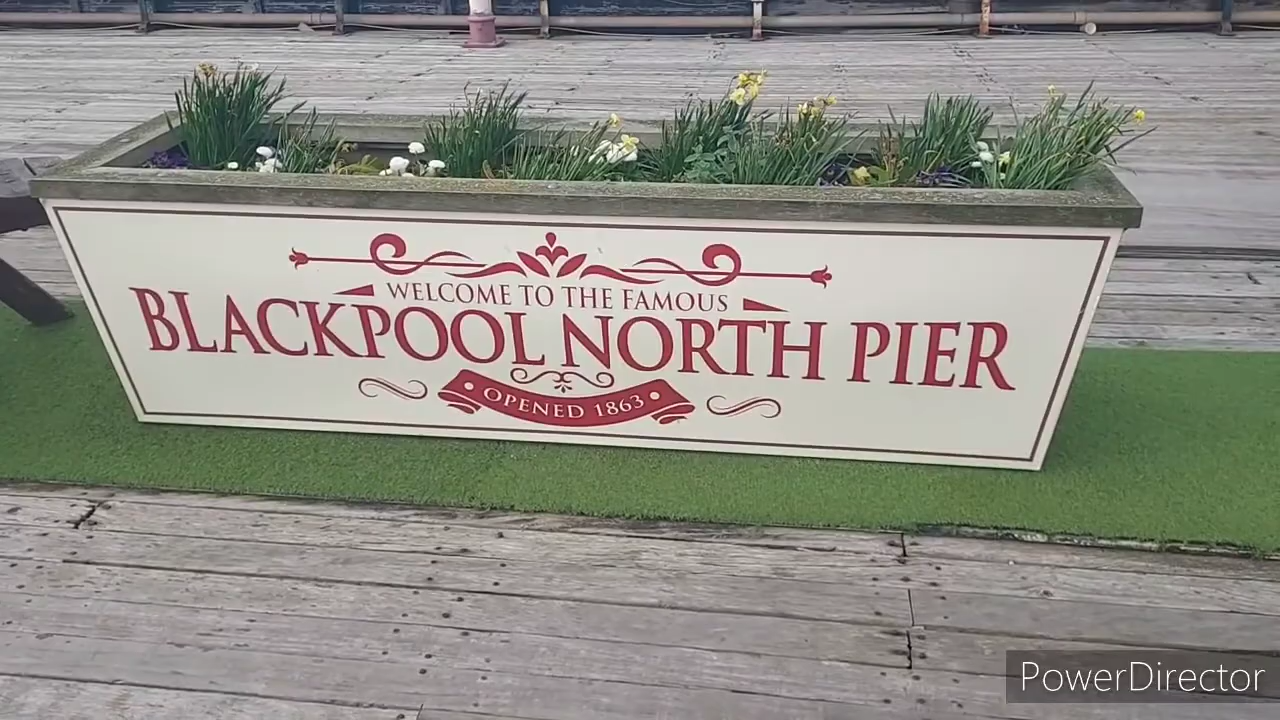 WELCOME TO THE FAMOUS
BLACKPOOL NORTH PIER
OPENED 1863
PowerDirector